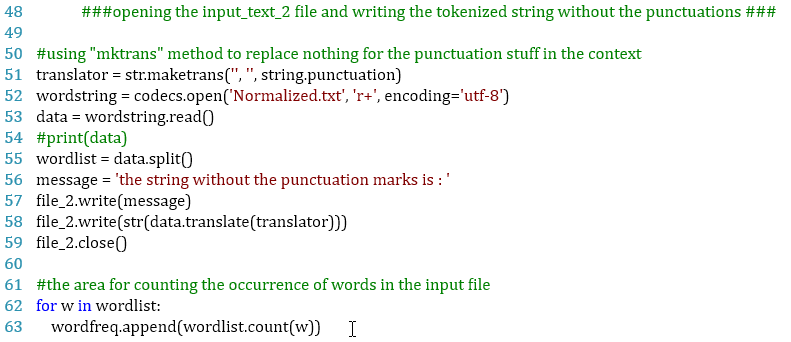 48 ###opening the input_text_2 file and writing the tokenized string without the punctuations ###
49
50 #using "mktrans" method to replace nothing for the punctuation stuff in the context
51 translator = str.maketrans('', '', string.punctuation)
52 wordstring = codecs.open('Normalized.txt', 'r+', encoding='utf-8')
53 data = wordstring.read()
54 #print(data)
55 wordlist = data.split()
56 message = 'the string without the punctuation marks is : '
57 file_2.write(message)
58 file_2.write(str(data.translate(translator)))
59 file_2.close()
60
61 #the area for counting the occurrence of words in the input file
62 for w in wordlist:
63 wordfreq.append(wordlist.count(w))